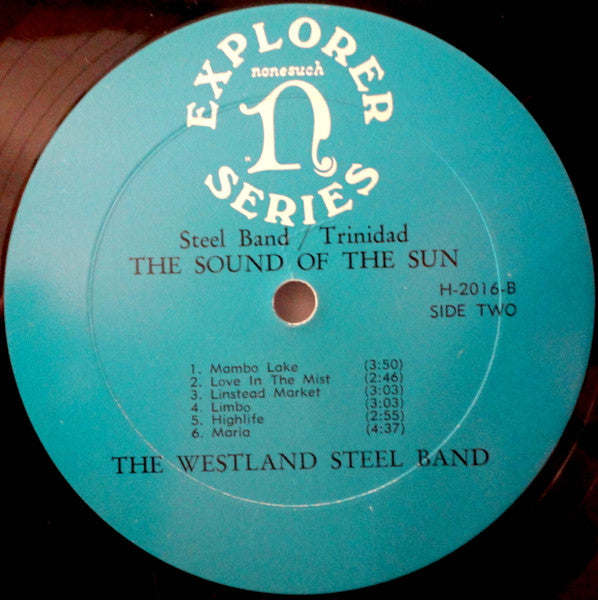 EXPLORER
nonesuch
n
SERIES
Steel Band / Trinidad
THE SOUND OF THE SUN
H-2016-B
SIDE TWO
1. Mambo Lake (3:50)
2. Love In The Mist (2:46)
3. Linstead Market (3:03)
4. Limbo (3:03)
5. Highlife (2:55)
6. Maria (4:37)
THE WESTLAND STEEL BAND